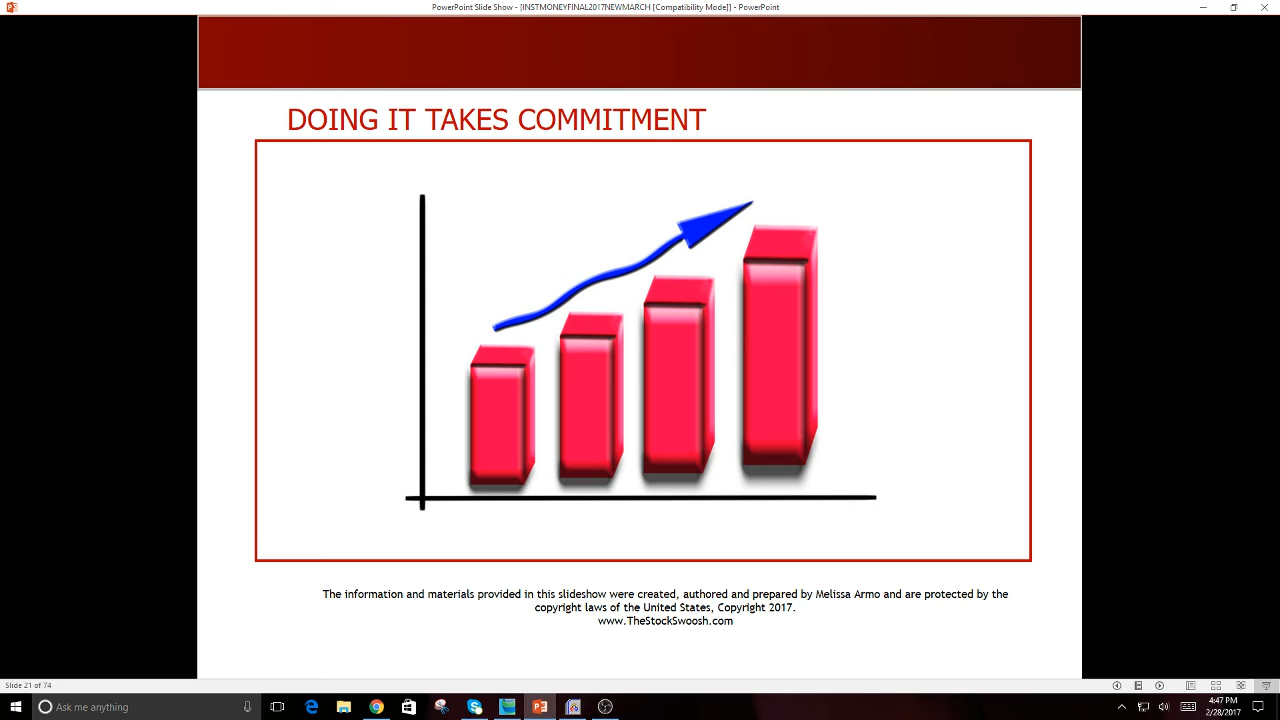 PowerPoint Slide Show - [INSTMONEYFINAL2017NEWMARCH [Compatibility Mode]] - PowerPoint
DOING IT TAKES COMMITMENT
The information and materials provided in this slideshow were created, authored and prepared by Melissa Armo and are protected by the
copyright laws of the United States, Copyright 2017.
www.TheStockSwoosh.com
Slide 21 of 74
Ask me anything
4:47 PM
2/28/2017